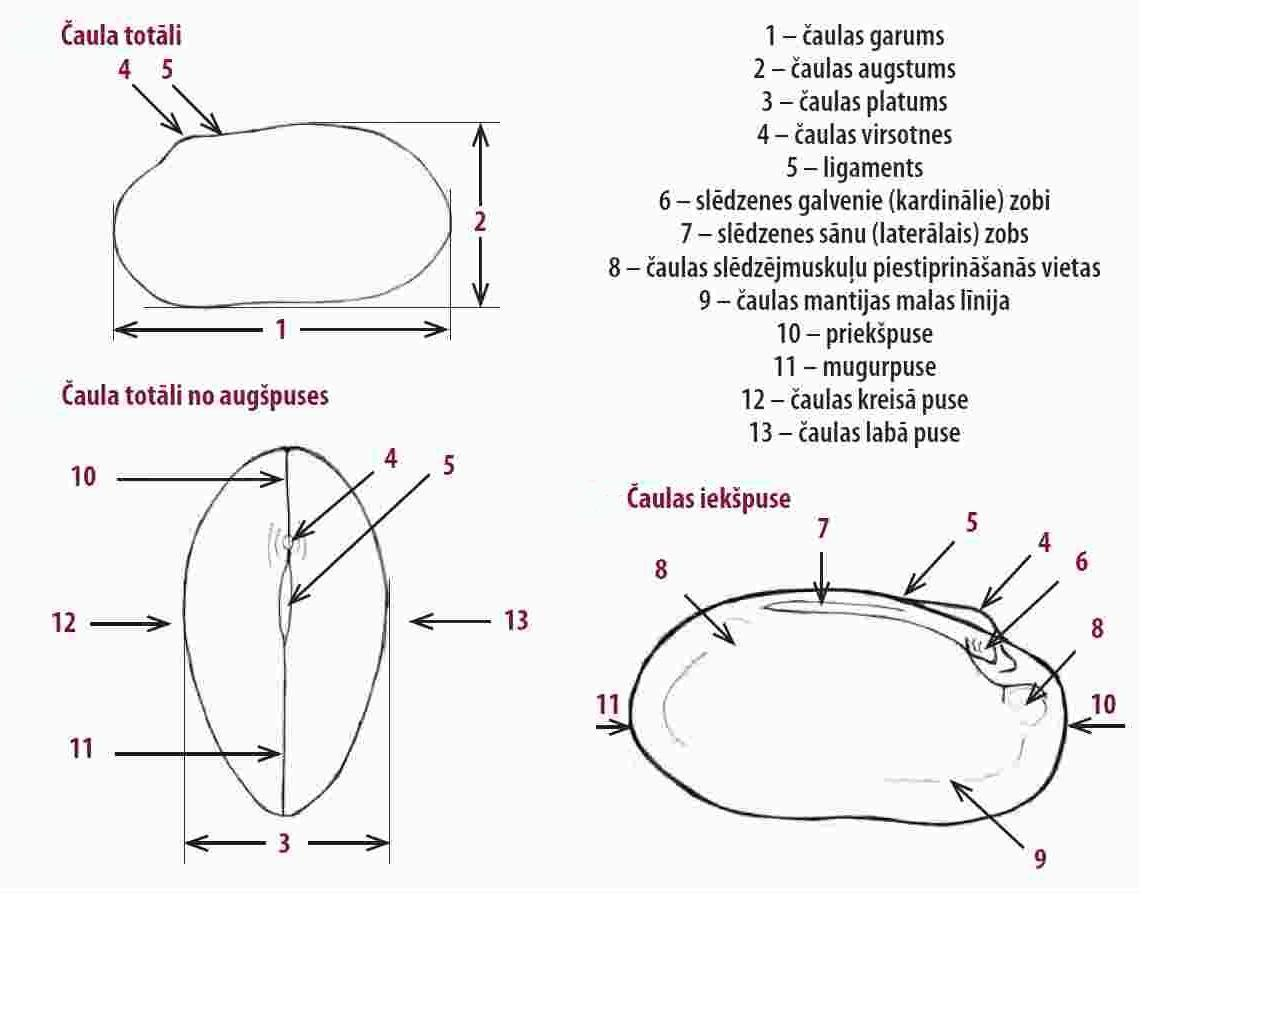 Čaula totāli
4 5
2
1
1 – čaulas garums
2 – čaulas augstums
3 – čaulas platums
4 – čaulas virsotnes
5 – ligaments
6 – slēdzenes galvenie (kardinālie) zobi
7 – slēdzenes sānu (laterālais) zobs
8 – čaulas slēdzējmuskuļu piestiprināšanās vietas
9 – čaulas mantijas malas līnija
10 – priekšpuse
11 – mugurpuse
12 – čaulas kreisā puse
13 – čaulas labā puse
Čaula totāli no augšpuses
10
4
5
12
13
11
3
Čaulas iekšpuse
7
5
4
6
8
8
11
10
9